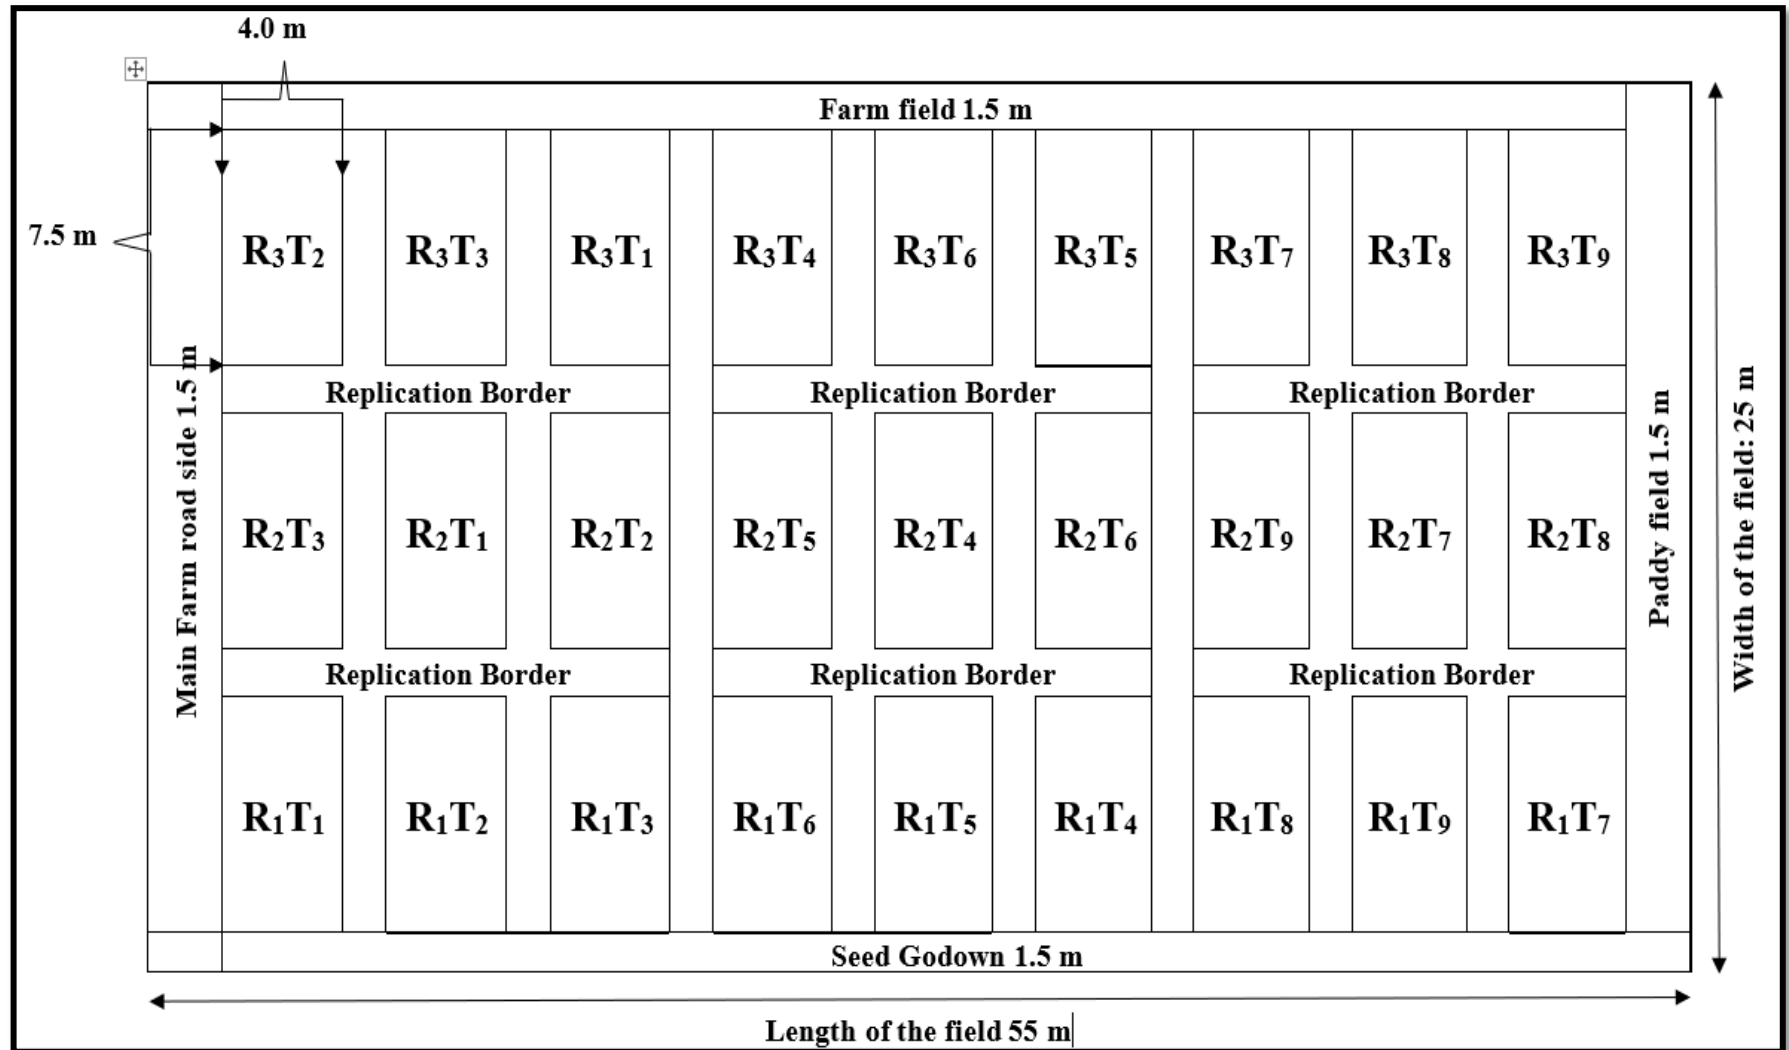 4.0 m
Farm field 1.5 m
7.5 m
R₃T₂ R₃T₃ R₃T₁ R₃T₄ R₃T₆ R₃T₅ R₃T₇ R₃T₈ R₃T₉
Replication Border Replication Border Replication Border
Main Farm road side 1.5 m
R₂T₃ R₂T₁ R₂T₂ R₂T₅ R₂T₄ R₂T₆ R₂T₉ R₂T₇ R₂T₈
Paddy field 1.5 m
Width of the field: 25 m
Replication Border Replication Border Replication Border
R₁T₁ R₁T₂ R₁T₃ R₁T₆ R₁T₅ R₁T₄ R₁T₈ R₁T₉ R₁T₇
Seed Godown 1.5 m
Length of the field 55 m